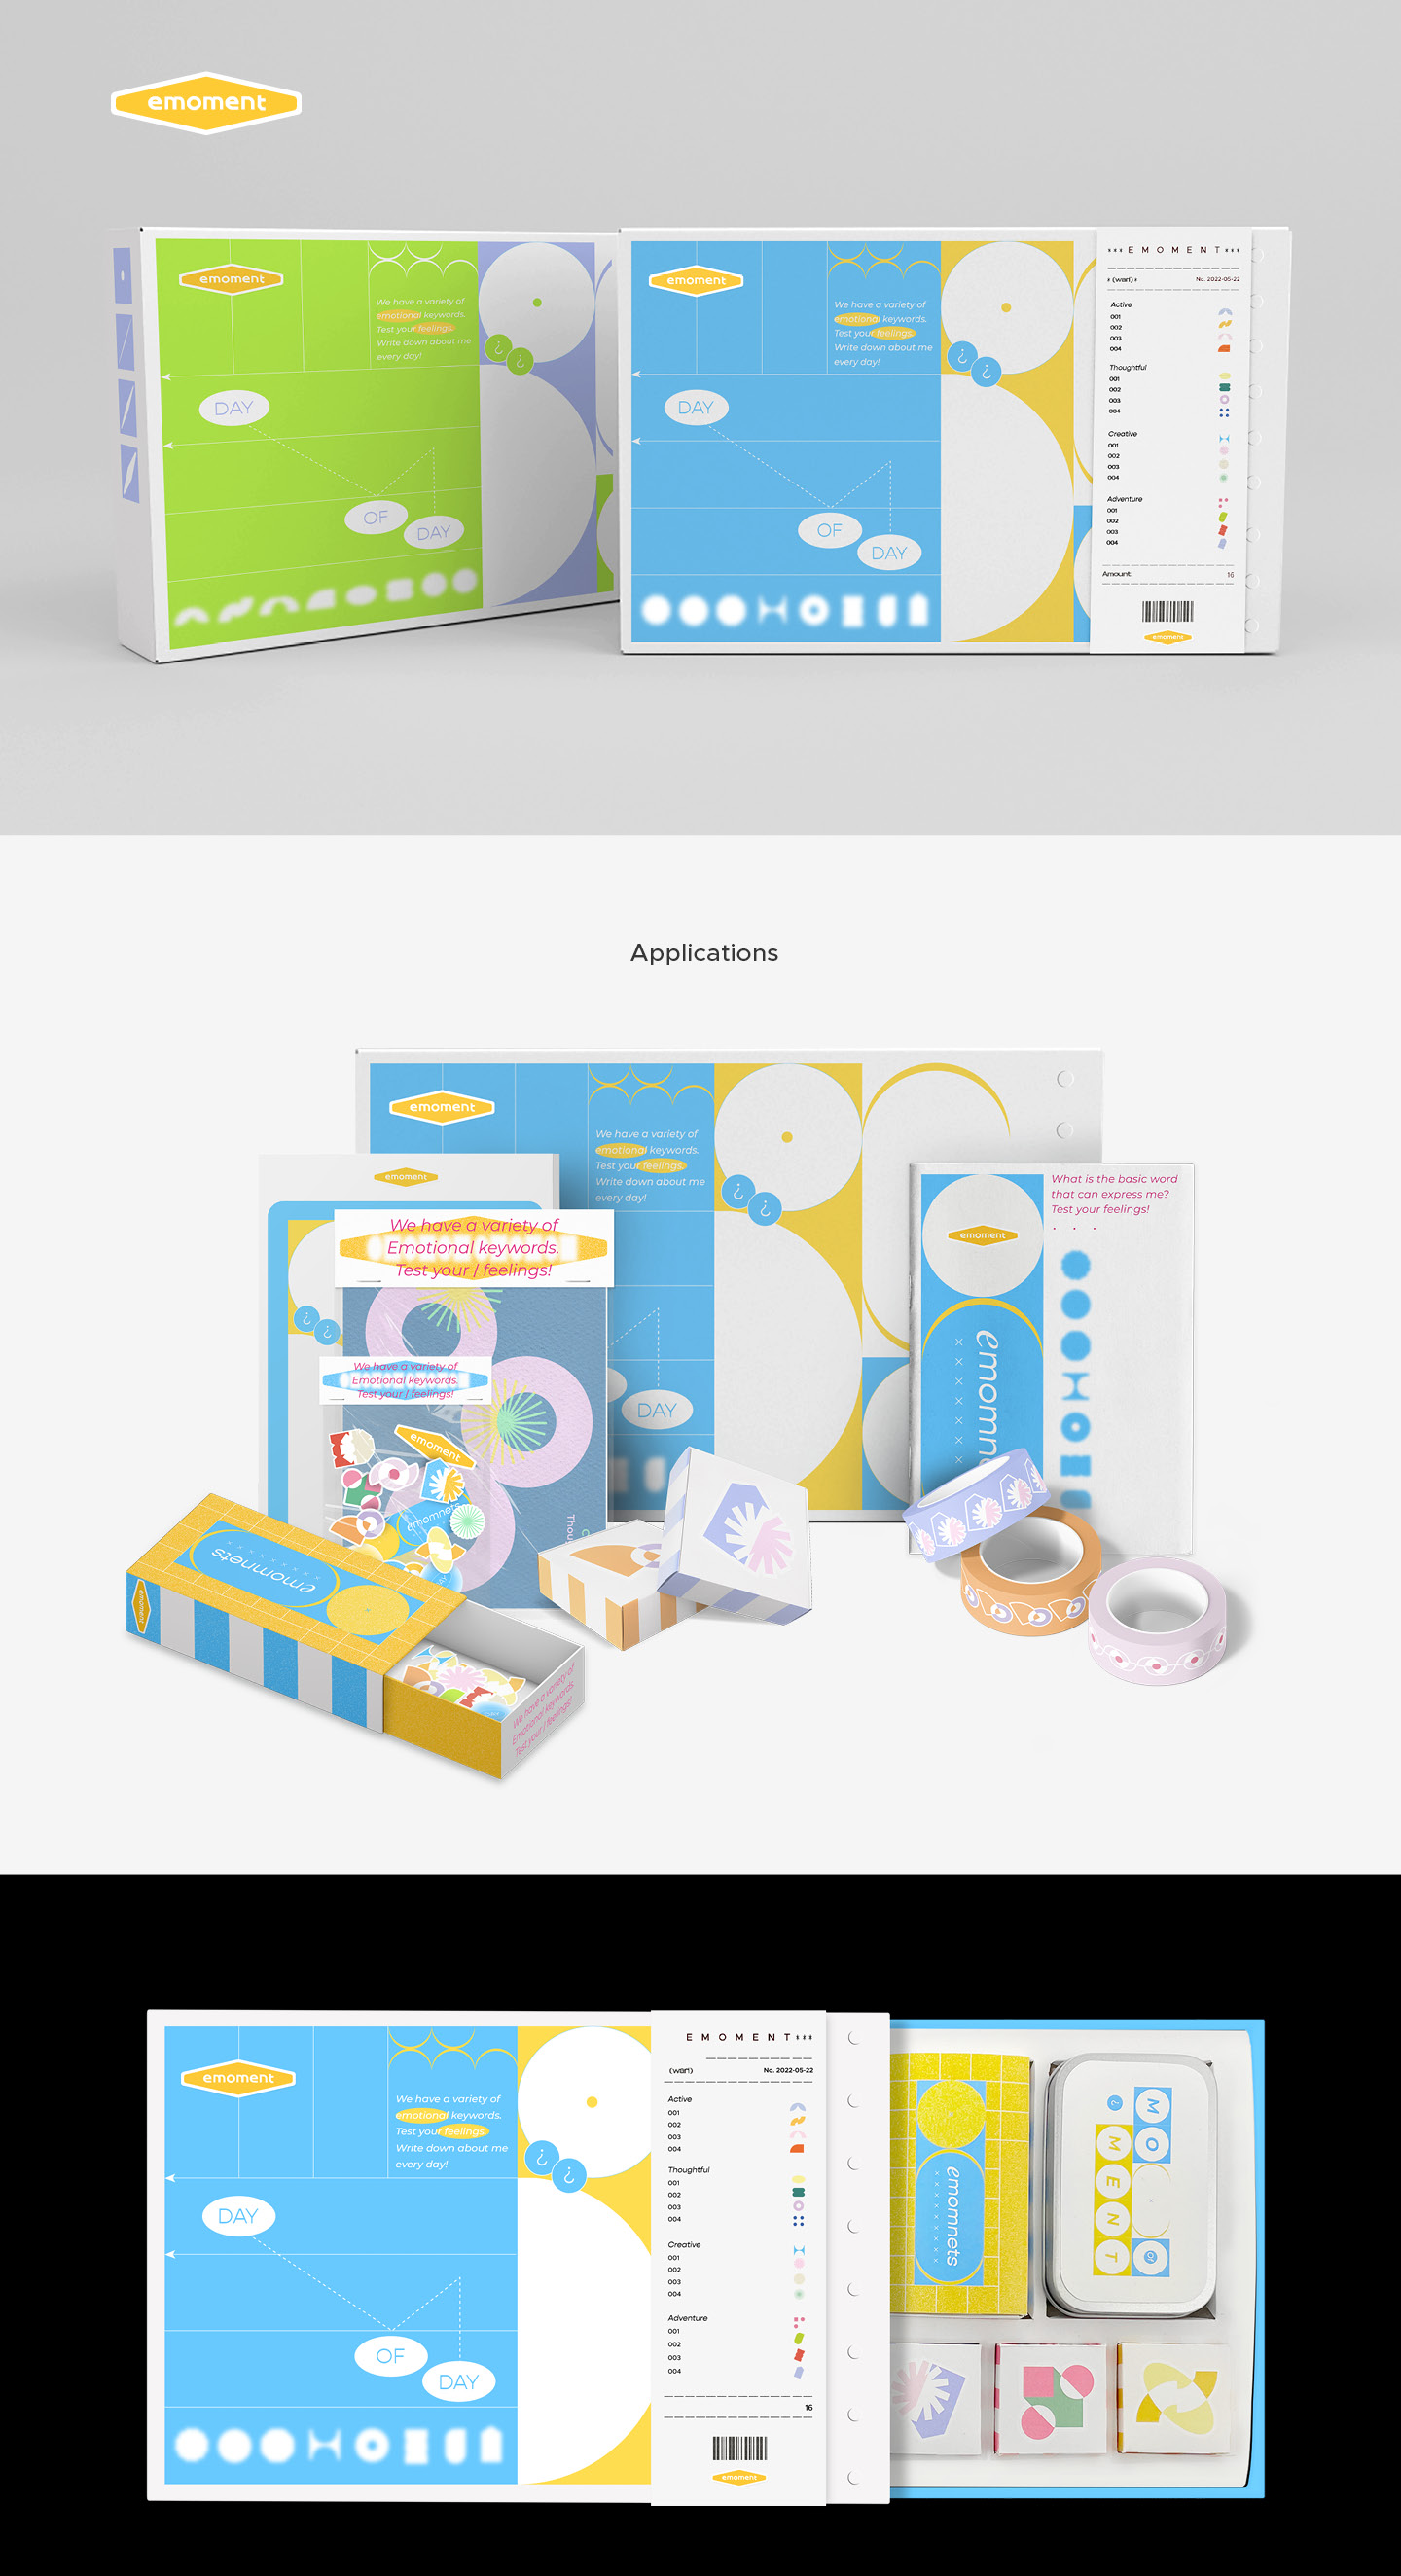 emoment
emoment
We have a variety of
emotional keywords.
Test your feelings.
Write down about me
every day!
¿
¿
DAY
OF
DAY
emoment
We have a variety of
emotional keywords.
Test your feelings.
Write down about me
every day!
¿
¿
DAY
OF
DAY
***EMOMENT***
No. 2022-05-22
Active
001
002
003
004
Thoughtful
001
002
003
004
Creative
001
002
003
004
Adventure
001
002
003
004
Amount 16
emoment
Applications
emoment
We have a variety of
emotional keywords.
Test your feelings.
Write down about me
every day!
¿
¿
DAY
emoment
¿
¿
We have a variety of
Emotional keywords.
Test your / feelings!
We have a variety of
Emotional keywords.
Test your / feelings!
emoment
emomnets
Thou
What is the basic word
that can express me?
Test your feelings!
. . .
emoment
× × × × × × ×
emomn
emomnets
emoment
We have a variety of
Emotional keywords.
Test your / feelings!
emoment
We have a variety of
emotional keywords.
Test your feelings.
Write down about me
every day!
¿
¿
DAY
OF
DAY
EMOMENT***
No. 2022-05-22
Active
001
002
003
004
Thoughtful
001
002
003
004
Creative
001
002
003
004
Adventure
001
002
003
004
16
emoment
emomnets
MO
¿
MENT
of